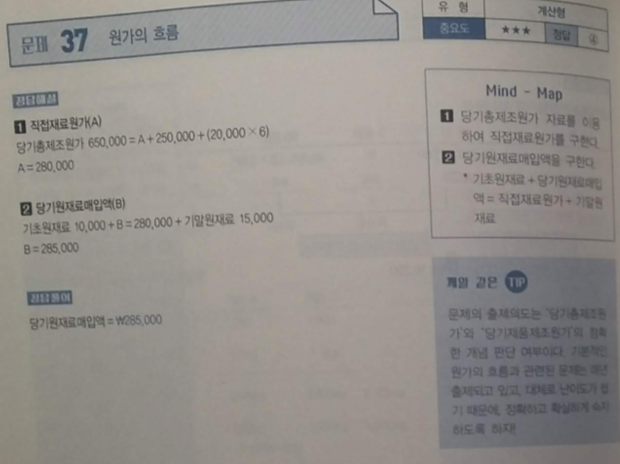 문제 37 원가의 흐름
유 형 계산형
중요도 ★★★ 정답 ④
정답해설
1 직접재료원가(A)
당기총제조원가 650,000 = A + 250,000 + (20,000 × 6)
A = 280,000
2 당기원재료매입액(B)
기초원재료 10,000 + B = 280,000 + 기말원재료 15,000
B = 285,000
정답풀이
당기원재료매입액 = ₩285,000
Mind - Map
1 당기총제조원가 자료를 이용
하여 직접재료원가를 구한다.
2 당기원재료매입액을 구한다.
* 기초원재료 + 당기원재료매입
액 = 직접재료원가 + 기말원
재료
깨알 같은 TIP
문제의 출제의도는 "당기총제조원
가"와 "당기제품제조원가"의 정확
한 개념 판단 여부이다. 기본적인
원가의 흐름과 관련된 문제는 매년
출제되고 있고, 대체로 난이도가 쉽
기 때문에, 정확하고 확실하게 숙지
하도록 하자!